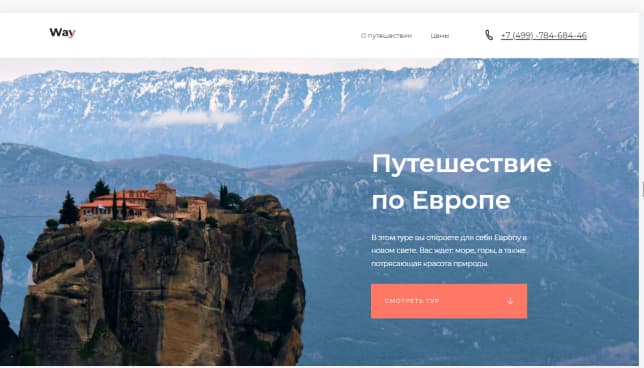 Way
О путешествии
Цены
+7 (499) -784-684-46
Путешествие
по Европе
В этом туре вы откроете для себя Европу в
новом свете. Вас ждет: море, горы, а также
потрясающая красота природы.
СМОТРЕТЬ ТУР